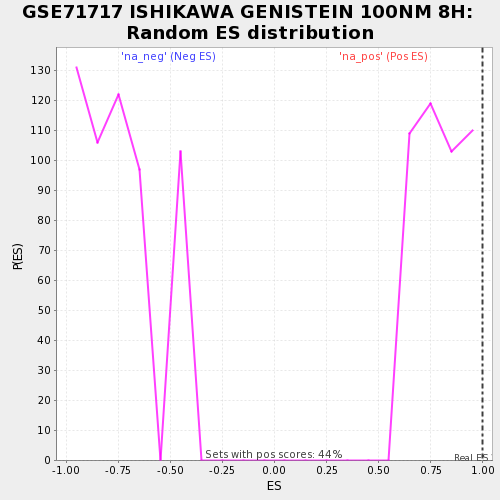 GSE71717 ISHIKAWA GENISTEIN 100NM 8H:
Random ES distribution
'na_neg' (Neg ES)
'na_pos' (Pos ES)
130
120
110
100
90
80
70
60
50
40
30
20
10
0
P(ES)
Sets with pos scores: 44%
Real ES
-1.00 -0.75 -0.50 -0.25 0.00 0.25 0.50 0.75 1.00
ES